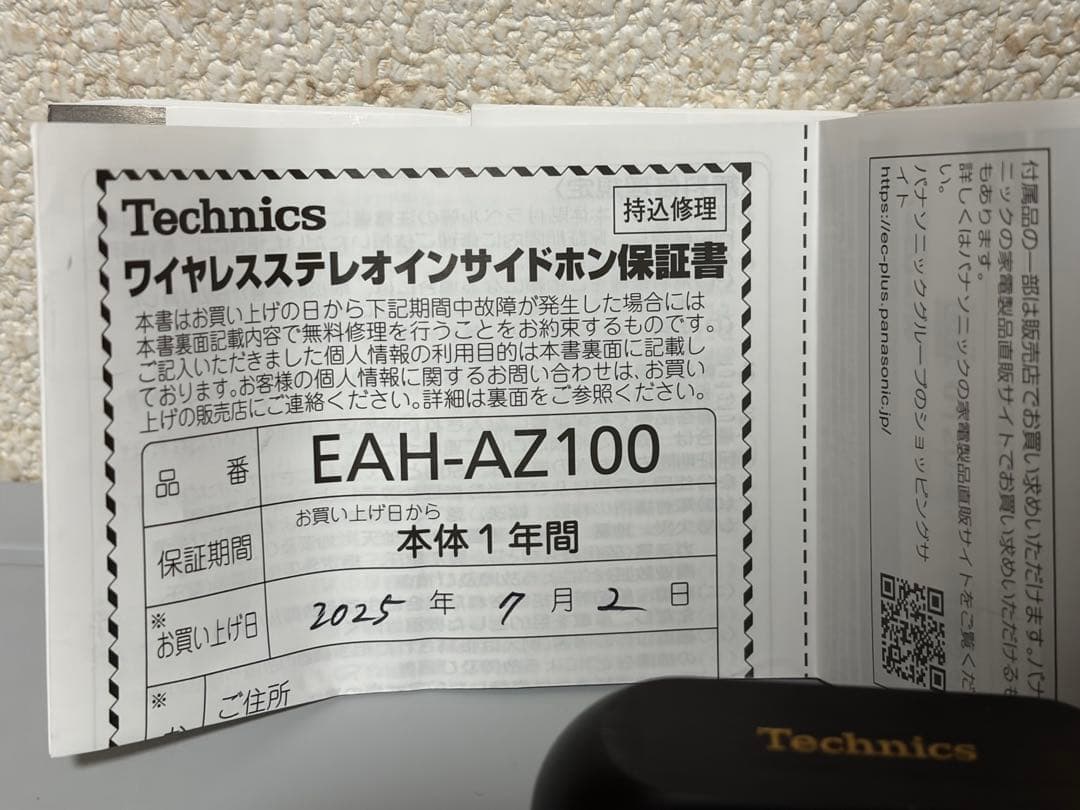 Technics
持込修理
ワイヤレスステレオインサイドホン保証書
本書はお買い上げの日から下記期間中故障が発生した場合には
本書裏面記載内容で無料修理を行うことをお約束するものです。
ご記入いただきました個人情報の利用目的は本書裏面に記載し
ております。お客様の個人情報に関するお問い合わせは、お買い
上げの販売店にご連絡ください。詳細は裏面をご参照ください。
品 番
EAH-AZ100
保証期間
お買い上げ日から
本体1年間
※
お買い上げ日
2025 年 7 月 2 日
※
ご住所
付属品の一部は販売店でお買い求めいただけます。パナ
ニックの家電製品直販サイトでお買い求めいただけるも
もあります。
詳しくはパナソニックの家電製品直販サイトをご覧くだ
い。
パナソニックグループのショッピングサ
イト
https://ec-plus.panasonic.jp/
Technics